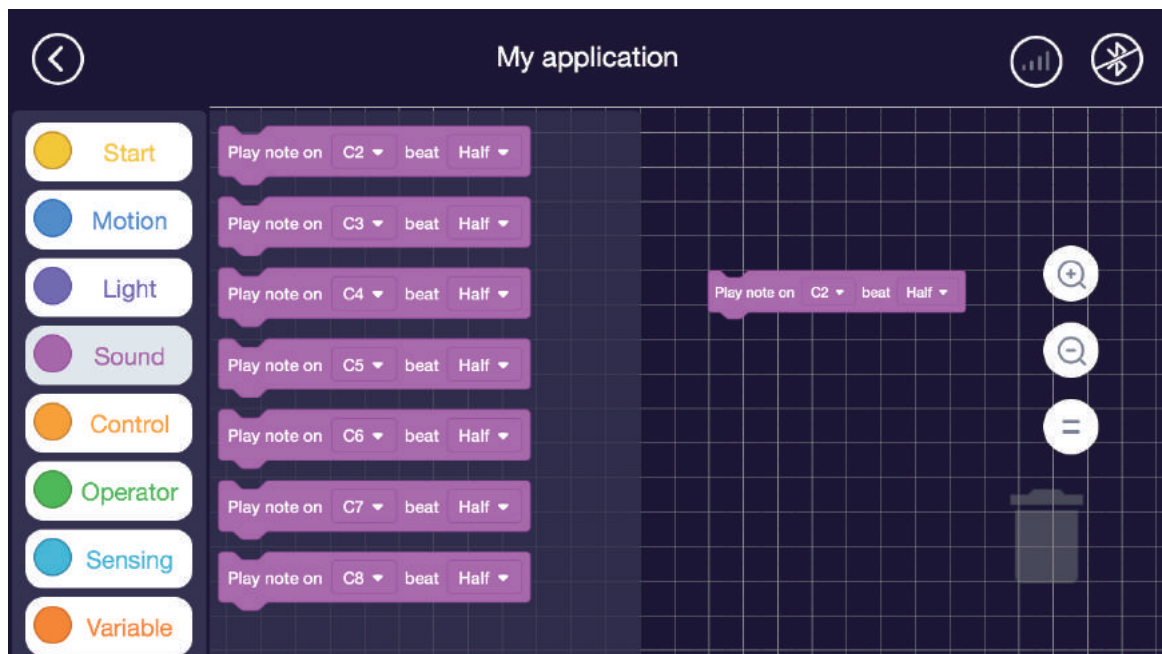 My application
Start
Motion
Light
Sound
Control
Operator
Sensing
Variable
Play note on C2 beat Half
Play note on C3 beat Half
Play note on C4 beat Half
Play note on C5 beat Half
Play note on C6 beat Half
Play note on C7 beat Half
Play note on C8 beat Half
Play note on C2 beat Half